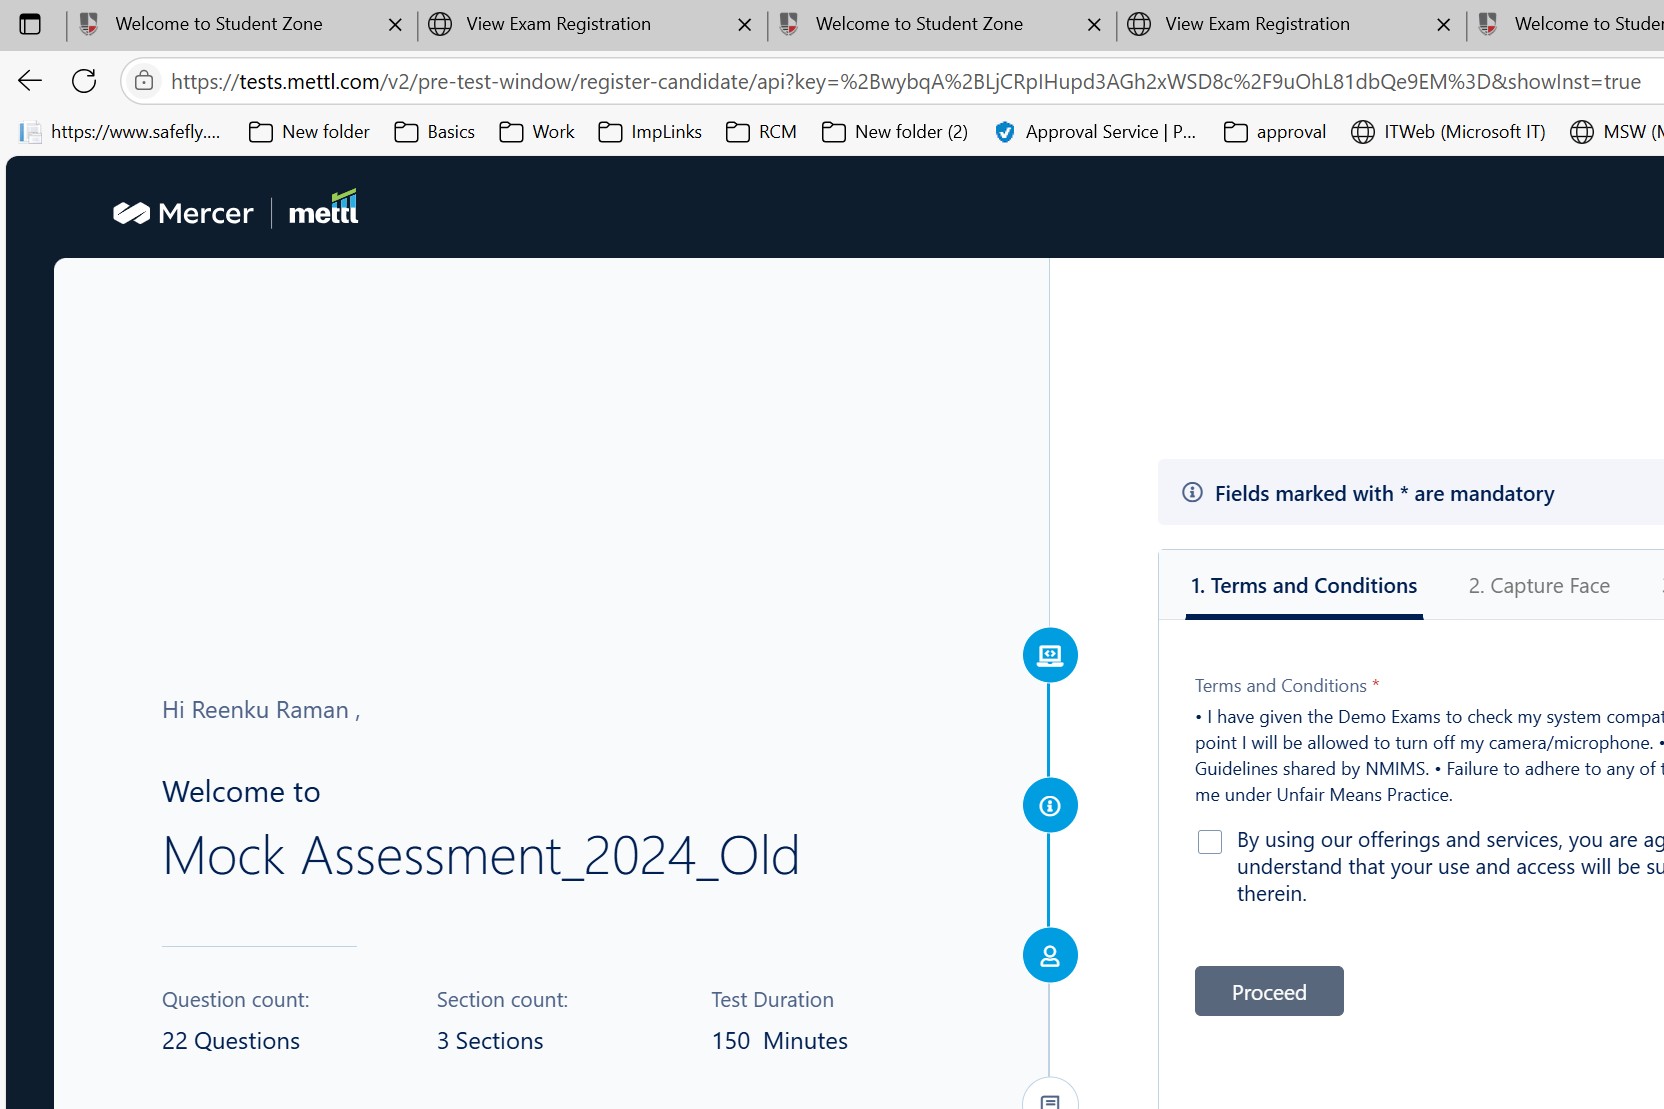 Welcome to Student Zone
View Exam Registration
Welcome to Student Zone
View Exam Registration
Welcome to Studen
https://tests.mettl.com/v2/pre-test-window/register-candidate/api?key=%2BwybqA%2BLjCRpIHupd3AGh2xWSD8c%2F9uOhL81dbQe9EM%3D&showInst=true
https://www.safefly....
New folder
Basics
Work
ImpLinks
RCM
New folder (2)
Approval Service | P...
approval
ITWeb (Microsoft IT)
MSW (M
Mercer
mettl
Fields marked with * are mandatory
1. Terms and Conditions
2. Capture Face
Terms and Conditions *
• I have given the Demo Exams to check my system compat
point I will be allowed to turn off my camera/microphone. •
Guidelines shared by NMIMS. • Failure to adhere to any of t
me under Unfair Means Practice.
By using our offerings and services, you are ag
understand that your use and access will be su
therein.
Proceed
Hi Reenku Raman ,
Welcome to
Mock Assessment_2024_Old
Question count:
22 Questions
Section count:
3 Sections
Test Duration
150 Minutes